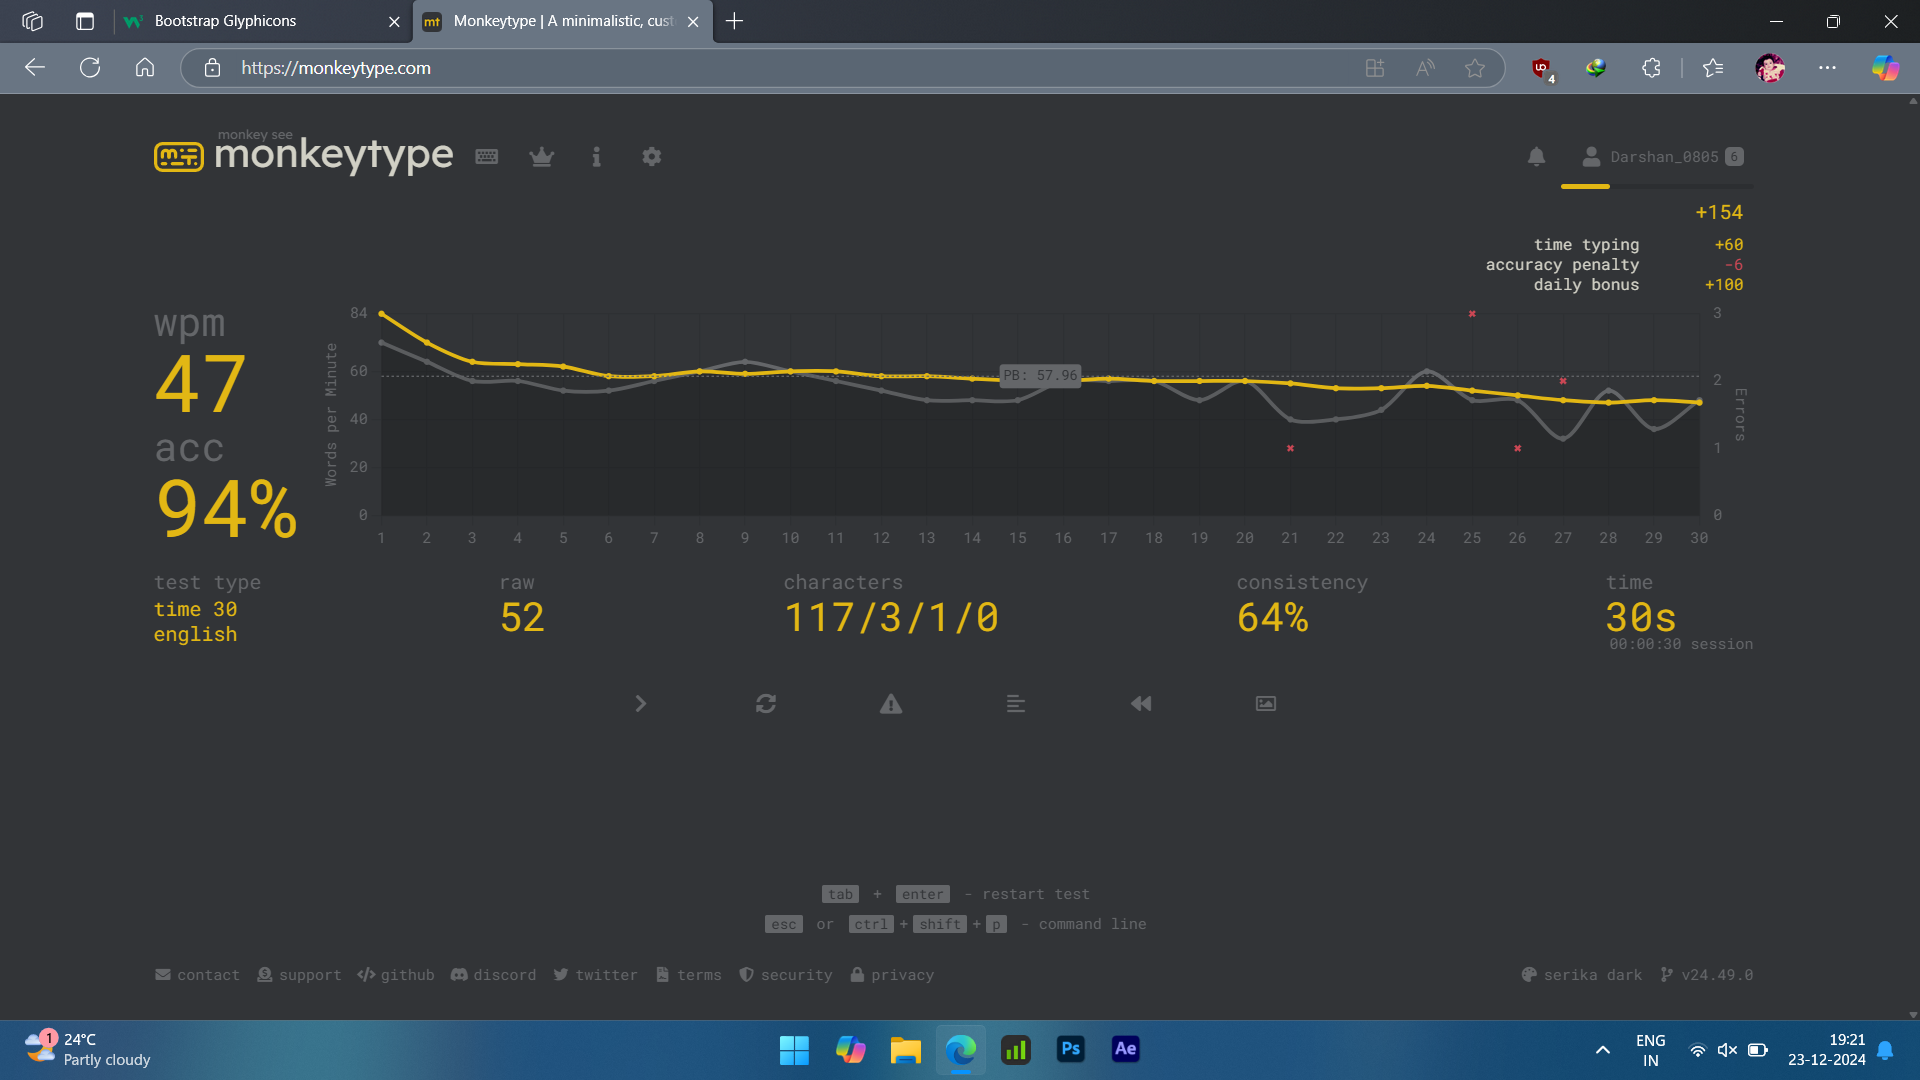 Bootstrap Glyphicons
mt Monkeytype | A minimalistic, cust
https://monkeytype.com
4
monkey see
monkeytype
Darshan_0805 6
+154
time typing +60
accuracy penalty -6
daily bonus +100
wpm
47
acc
94%
Words per Minute
84
60
40
20
0
PB: 57.96
3
2
1
0
Errors
1 2 3 4 5 6 7 8 9 10 11 12 13 14 15 16 17 18 19 20 21 22 23 24 25 26 27 28 29 30
test type
time 30
english
raw
52
characters
117/3/1/0
consistency
64%
time
30s
00:00:30 session
tab + enter - restart test
esc or ctrl + shift + p - command line
contact support github discord twitter terms security privacy
serika dark v24.49.0
1
24°C
Partly cloudy
Ps
Ae
ENG
IN
19:21
23-12-2024